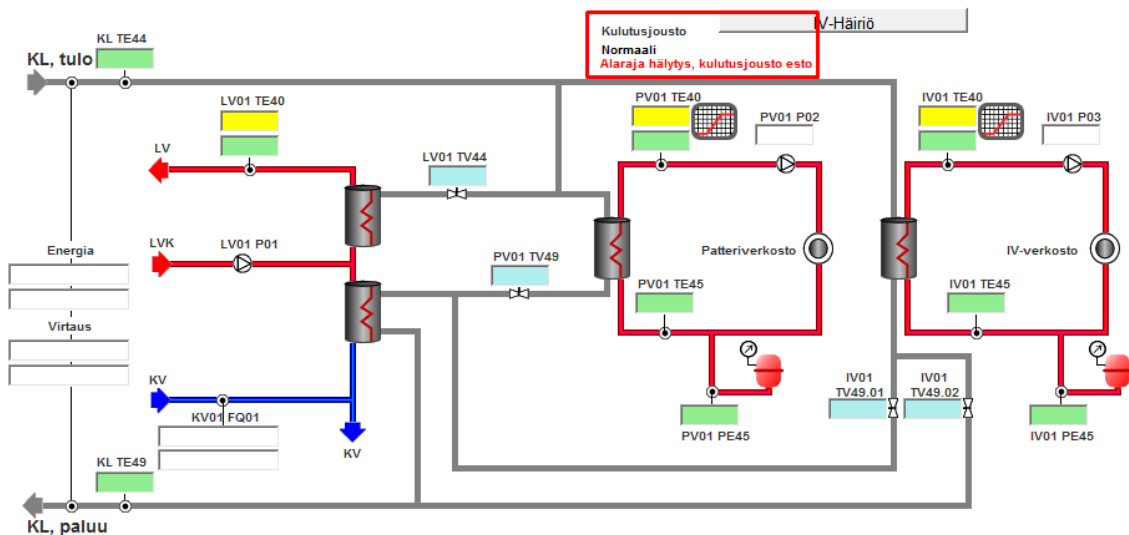 KL TE44
KL, tulo
Kulutusjousto
Normaali
Alaraja hälytys, kulutusjousto esto
IV-Häiriö
LV01 TE40
PV01 TE40
PV01 P02
IV01 TE40
IV01 P03
LV
LV01 TV44
LVK
LV01 P01
Energia
PV01 TV49
Patteriverkosto
IV-verkosto
PV01 TE45
IV01 TE45
Virtaus
KV
KV01 FQ01
IV01
TV49.01
IV01
TV49.02
PV01 PE45
IV01 PE45
KV
KL TE49
KL, paluu